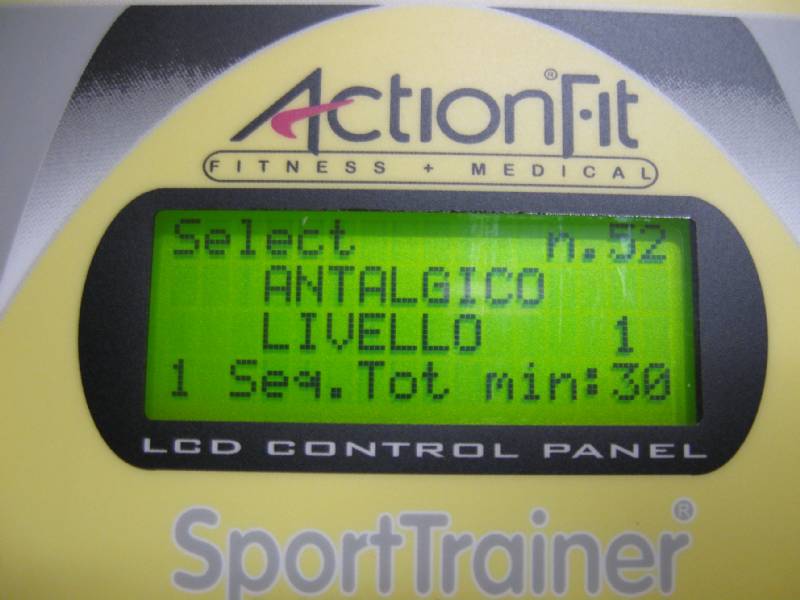 ActionFit®
FITNESS + MEDICAL
Select n.52
ANTALGICO
LIVELLO 1
1 Seq.Tot min:30
LCD CONTROL PANEL
SportTrainer®